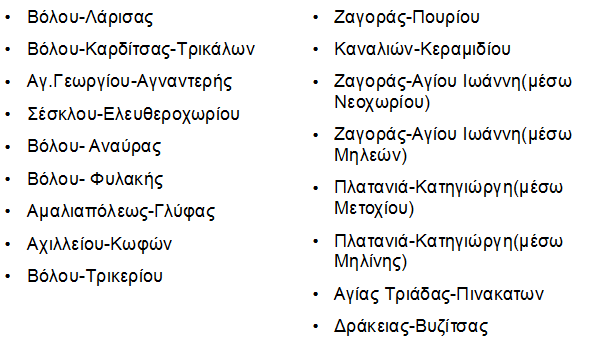 • Βόλου-Λάρισας
• Βόλου-Καρδίτσας-Τρικάλων
• Αγ.Γεωργίου-Αγναντερής
• Σέσκλου-Ελευθεροχωρίου
• Βόλου- Αναύρας
• Βόλου- Φυλακής
• Αμαλιαπόλεως-Γλύφας
• Αχιλλείου-Κωφών
• Βόλου-Τρικερίου
• Ζαγοράς-Πουρίου
• Καναλιών-Κεραμιδίου
• Ζαγοράς-Αγίου Ιωάννη(μέσω
Νεοχωρίου)
• Ζαγοράς-Αγίου Ιωάννη(μέσω
Μηλεών)
• Πλατανιά-Κατηγιώργη(μέσω
Μετοχίου)
• Πλατανιά-Κατηγιώργη(μέσω
Μηλίνης)
• Αγίας Τριάδας-Πινακατων
• Δράκειας-Βυζίτσας